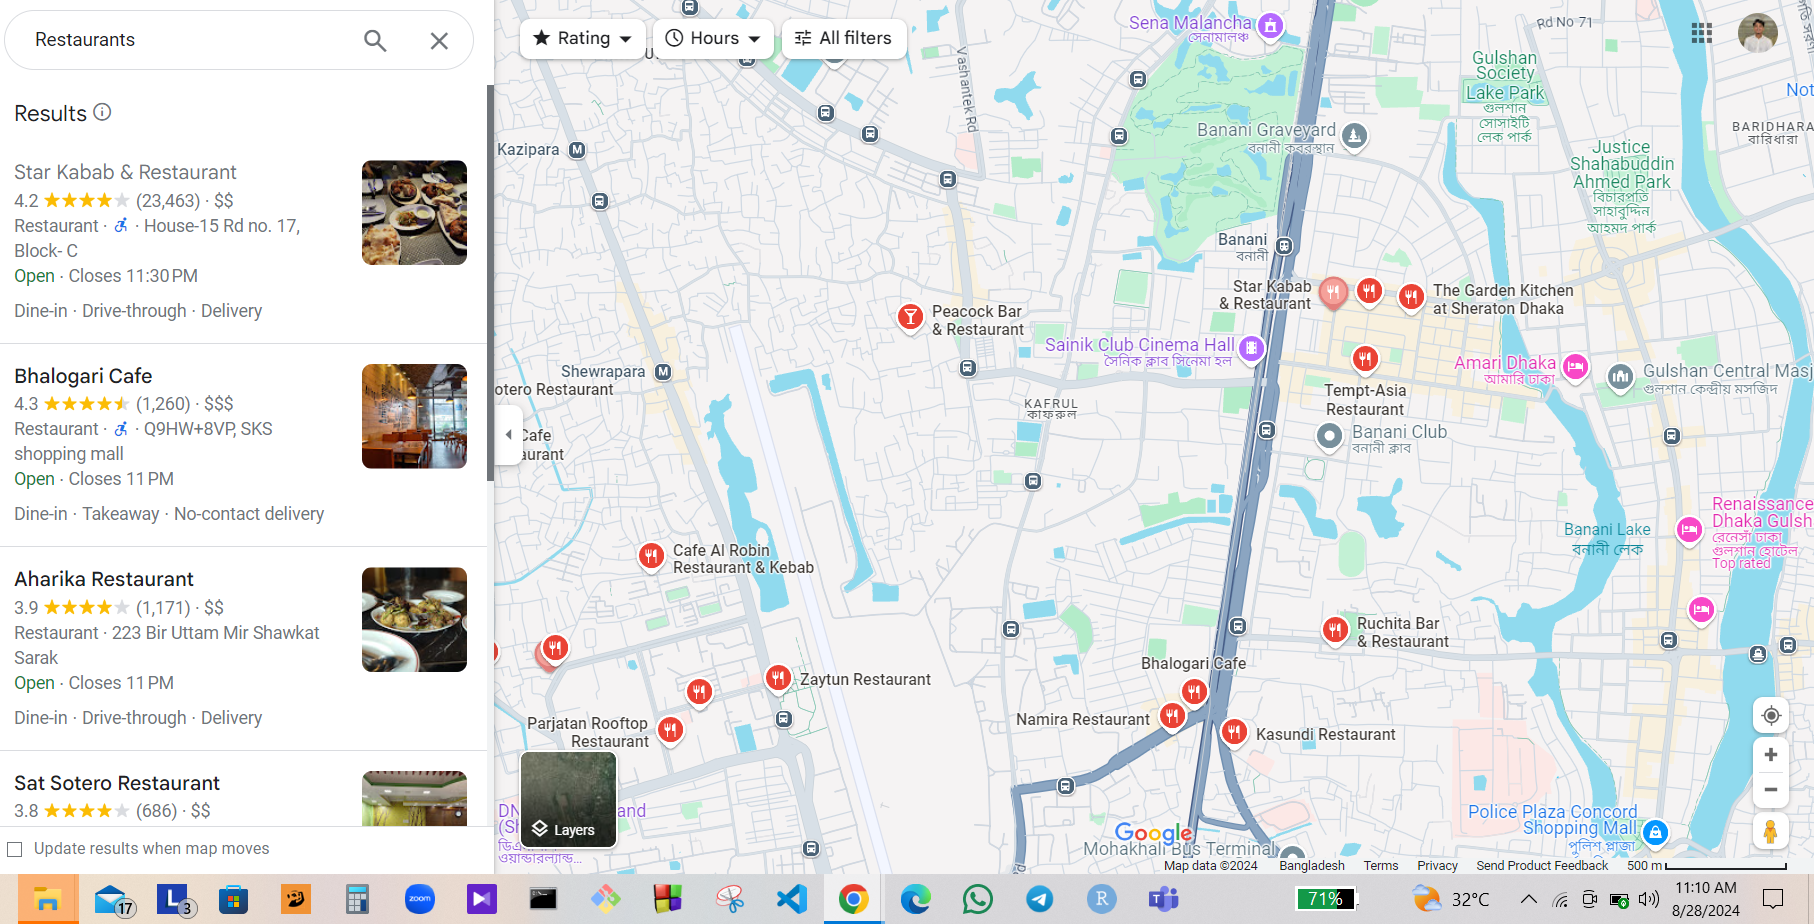 Restaurants
Results
Star Kabab & Restaurant
4.2 (23,463) · $$
Restaurant · · House-15 Rd no. 17,
Block- C
Open · Closes 11:30 PM
Dine-in · Drive-through · Delivery
Bhalogari Cafe
4.3 (1,260) · $$$
Restaurant · · Q9HW+8VP, SKS
shopping mall
Open · Closes 11 PM
Dine-in · Takeaway · No-contact delivery
Aharika Restaurant
3.9 (1,171) · $$
Restaurant · 223 Bir Uttam Mir Shawkat
Sarak
Open · Closes 11 PM
Dine-in · Drive-through · Delivery
Sat Sotero Restaurant
3.8 (686) · $$
Update results when map moves
Rating
Hours
All filters
Sena Malancha
সেনামালঞ্চ
Rd No 71
Vashantek Rd
Gulshan
Society
Lake Park
গুলশান
সোসাইটি
লেক পার্ক
Not
BARIDHARA
বারিধারা
Kazipara
M
Banani Graveyard
বনানী কবরস্থান
Justice
Shahabuddin
Ahmed Park
বিচারপতি
সাহাবুদ্দিন
আহমদ পার্ক
Banani
বনানী
Star Kabab
& Restaurant
The Garden Kitchen
at Sheraton Dhaka
Peacock Bar
& Restaurant
Sainik Club Cinema Hall
সৈনিক ক্লাব সিনেমা হল
Shewrapara
M
otero Restaurant
Amari Dhaka
আমারি ঢাকা
Gulshan Central Masj
গুলশান কেন্দ্রীয় মসজিদ
Tempt-Asia
Restaurant
KAFRUL
কাফরুল
Banani Club
বনানী ক্লাব
Cafe
aurant
Renaissance
Dhaka Gulsh
রেনেসাঁ ঢাকা
গুলশান হোটেল
Top rated
Banani Lake
বনানী লেক
Cafe Al Robin
Restaurant & Kebab
Ruchita Bar
& Restaurant
Bhalogari Cafe
Zaytun Restaurant
Namira Restaurant
Parjatan Rooftop
Restaurant
Kasundi Restaurant
Layers
and
ওয়ান্ডারল্যান্ড...
Police Plaza Concord
Shopping Mall
পুলিশ প্লাজা
Google
Mohakhali Bus Terminal
Map data ©2024 Bangladesh Terms Privacy Send Product Feedback 500 m
17
L
3
zoom
R
71%
32°C
11:10 AM
8/28/2024